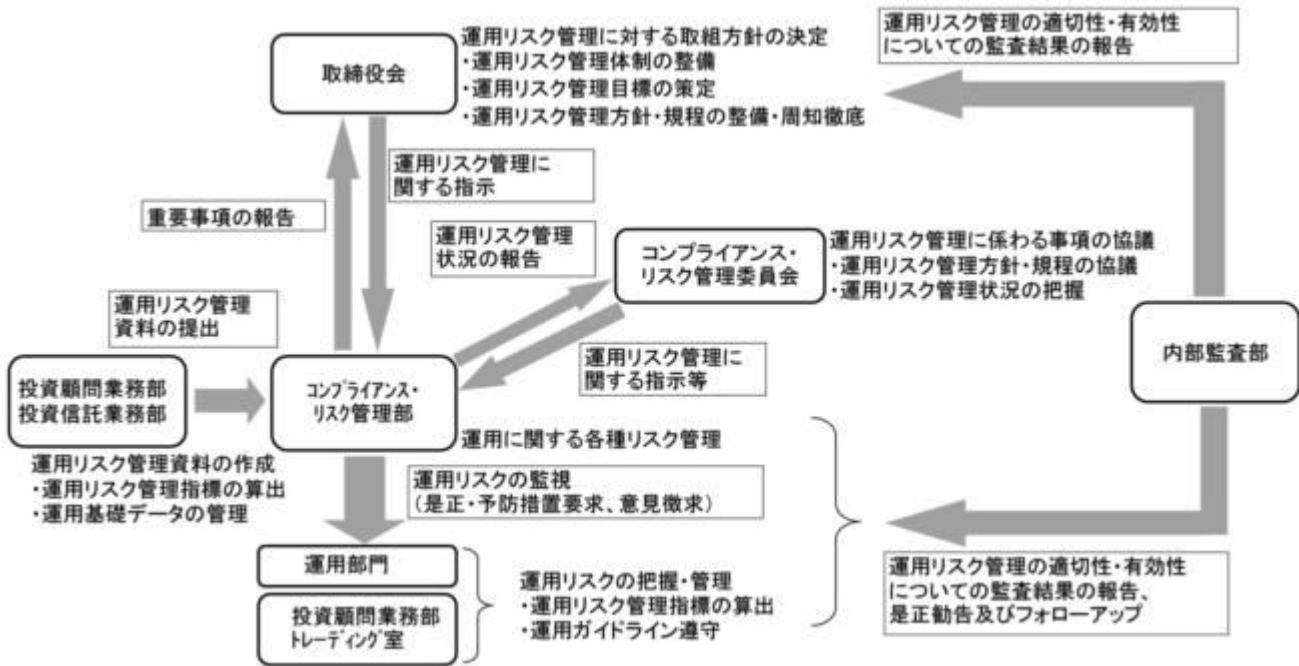 取締役会
運用リスク管理に対する取組方針の決定
・運用リスク管理体制の整備
・運用リスク管理目標の策定
・運用リスク管理方針・規程の整備・周知徹底
運用リスク管理の適切性・有効性
についての監査結果の報告
運用リスク管理に
関する指示
重要事項の報告
運用リスク管理
状況の報告
コンプライアンス・
リスク管理委員会
運用リスク管理に係わる事項の協議
・運用リスク管理方針・規程の協議
・運用リスク管理状況の把握
運用リスク管理
資料の提出
内部監査部
運用リスク管理に
関する指示等
投資顧問業務部
投資信託業務部
コンプライアンス・
リスク管理部
運用に関する各種リスク管理
運用リスク管理資料の作成
・運用リスク管理指標の算出
・運用基礎データの管理
運用リスクの監視
(是正・予防措置要求、意見徴求)
運用部門
投資顧問業務部
トレーディング室
運用リスクの把握・管理
・運用リスク管理指標の算出
・運用ガイドライン遵守
運用リスク管理の適切性・有効性
についての監査結果の報告、
是正勧告及びフォローアップ